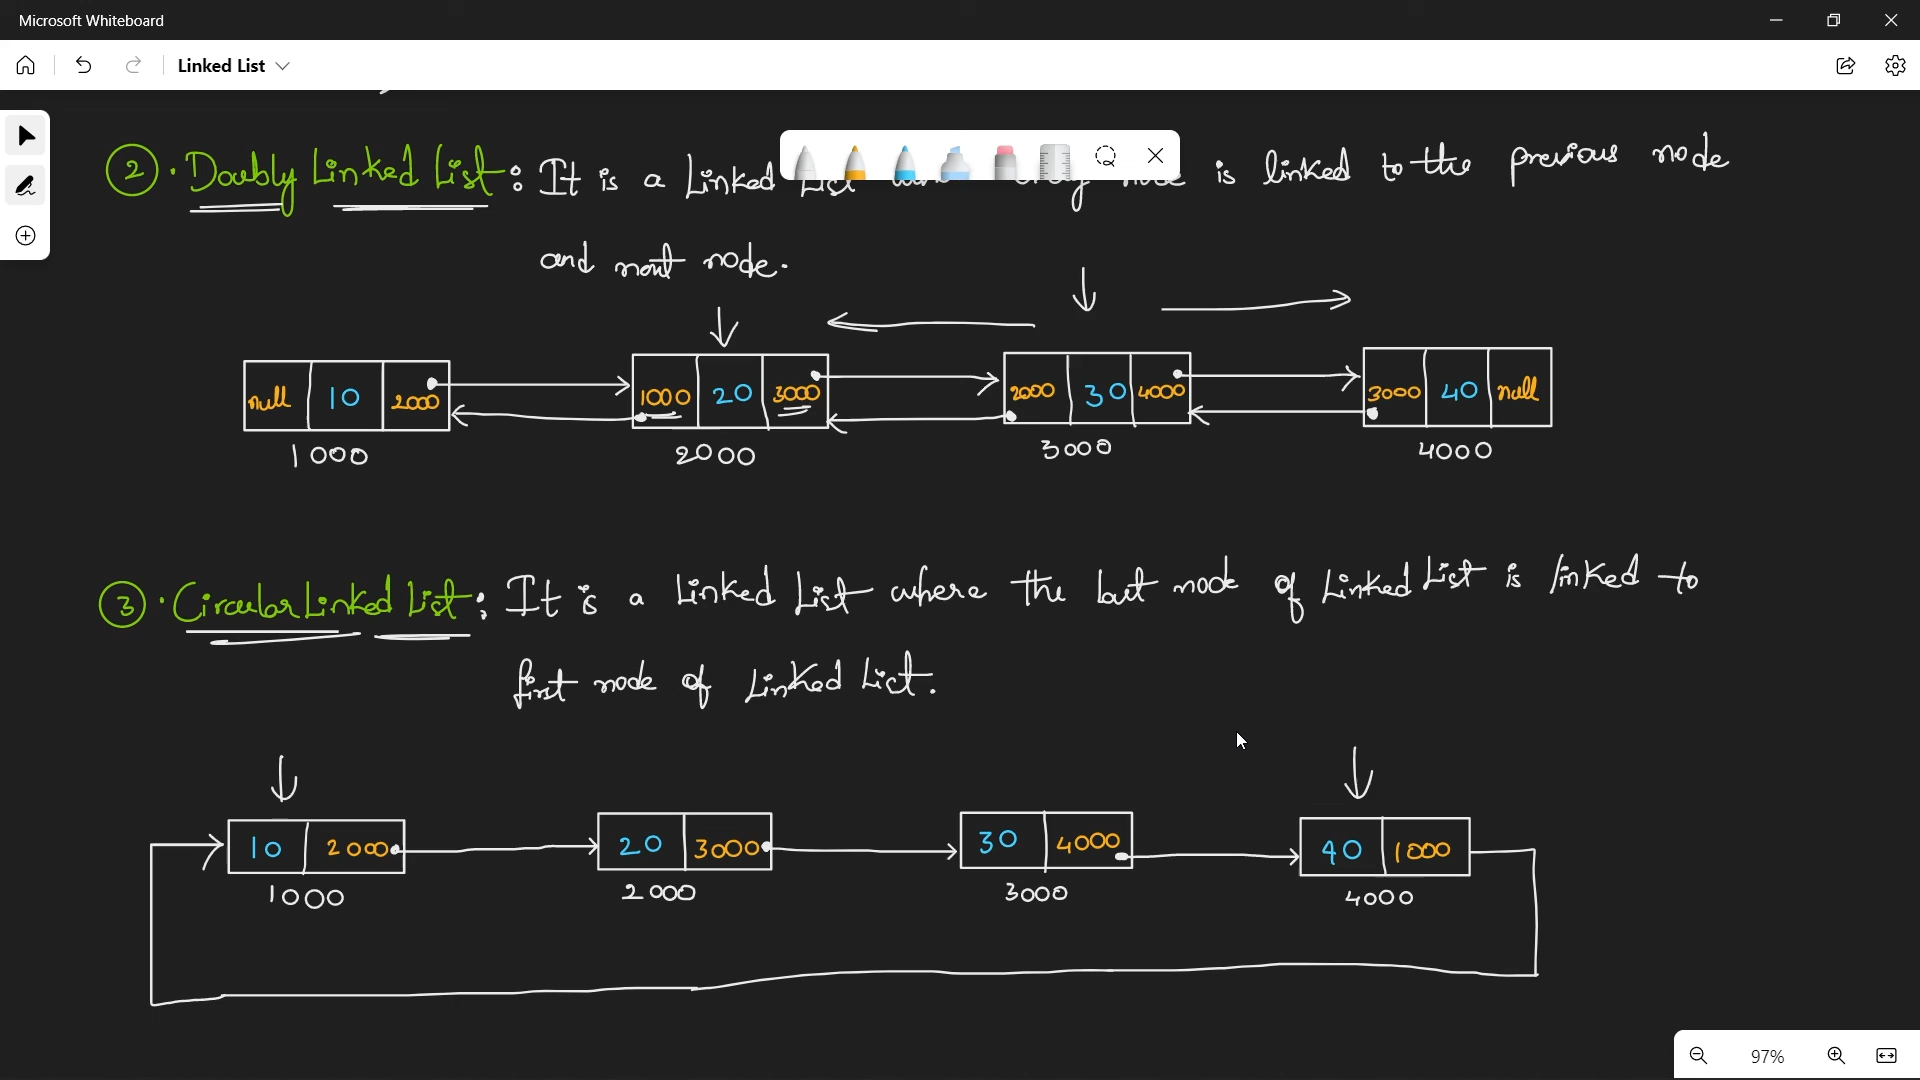 Microsoft Whiteboard
Linked List
2. Doubly Linked List : It is a Linked List is linked to the previous node
and next node.
null 10 2000 1000 20 3000 2000 30 4000 3000 40 null
1000 2000 3000 4000
3. Circular Linked List : It is a Linked List where the last node of Linked List is linked to
first node of Linked List.
10 2000 20 3000 30 4000 40 1000
1000 2000 3000 4000
97%